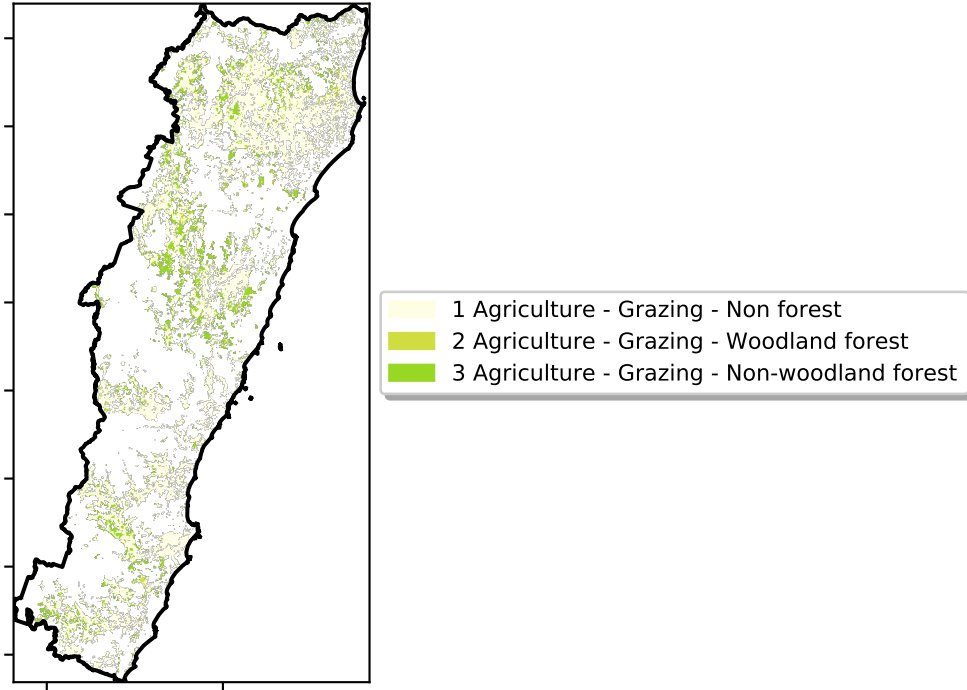 1 Agriculture - Grazing - Non forest
2 Agriculture - Grazing - Woodland forest
3 Agriculture - Grazing - Non-woodland forest